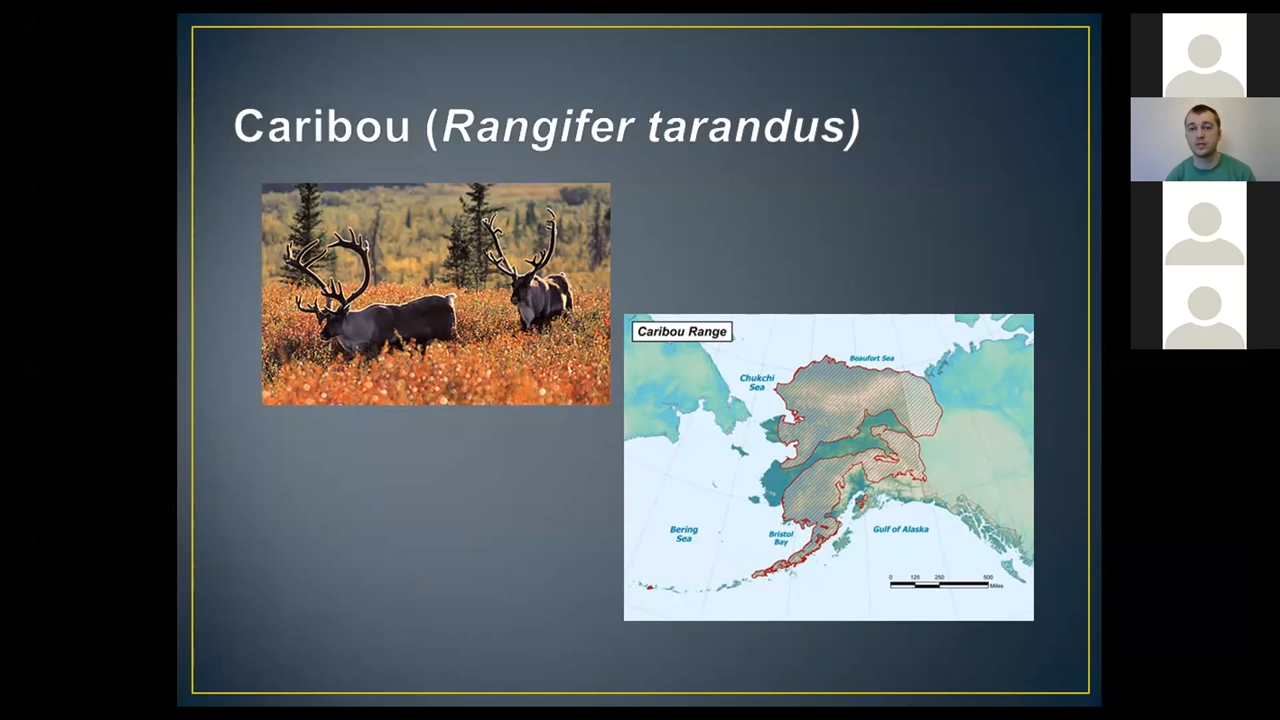 Caribou (Rangifer tarandus)
Caribou Range
Beaufort Sea
Chukchi
Sea
Bering
Sea
Bristol
Bay
Gulf of Alaska
0 125 250 500
Miles